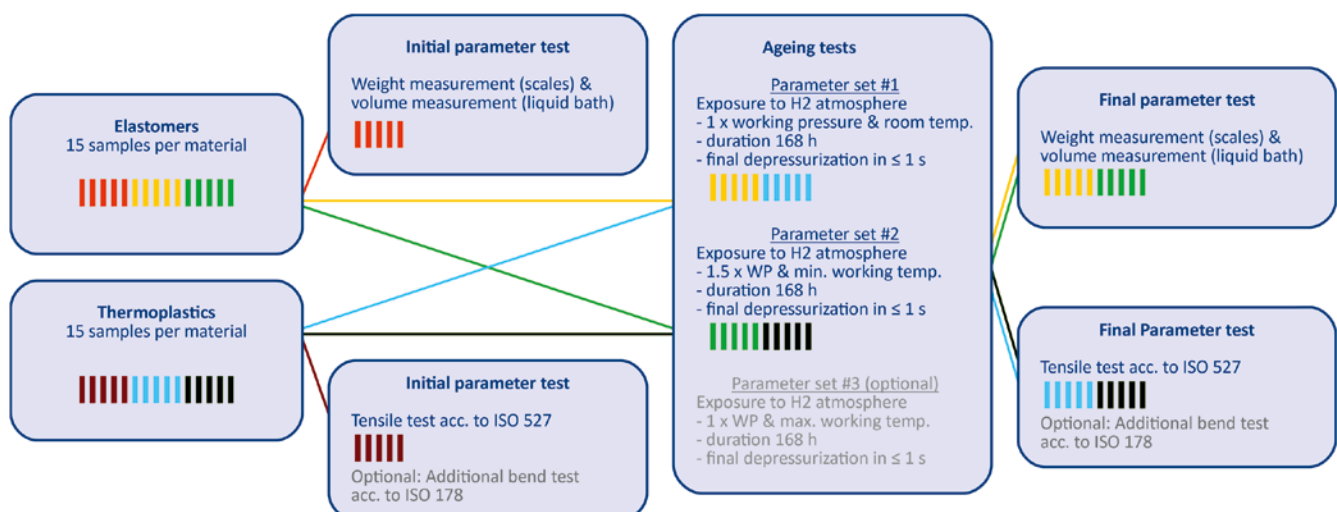 Elastomers
15 samples per material
Thermoplastics
15 samples per material
Initial parameter test
Weight measurement (scales) &
volume measurement (liquid bath)
Initial parameter test
Tensile test acc. to ISO 527
Optional: Additional bend test
acc. to ISO 178
Ageing tests
Parameter set #1
Exposure to H2 atmosphere
- 1 x working pressure & room temp.
- duration 168 h
- final depressurization in ≤ 1 s
Parameter set #2
Exposure to H2 atmosphere
- 1.5 x WP & min. working temp.
- duration 168 h
- final depressurization in ≤ 1 s
Parameter set #3 (optional)
Exposure to H2 atmosphere
- 1 x WP & max. working temp.
- duration 168 h
- final depressurization in ≤ 1 s
Final parameter test
Weight measurement (scales) &
volume measurement (liquid bath)
Final Parameter test
Tensile test acc. to ISO 527
Optional: Additional bend test
acc. to ISO 178